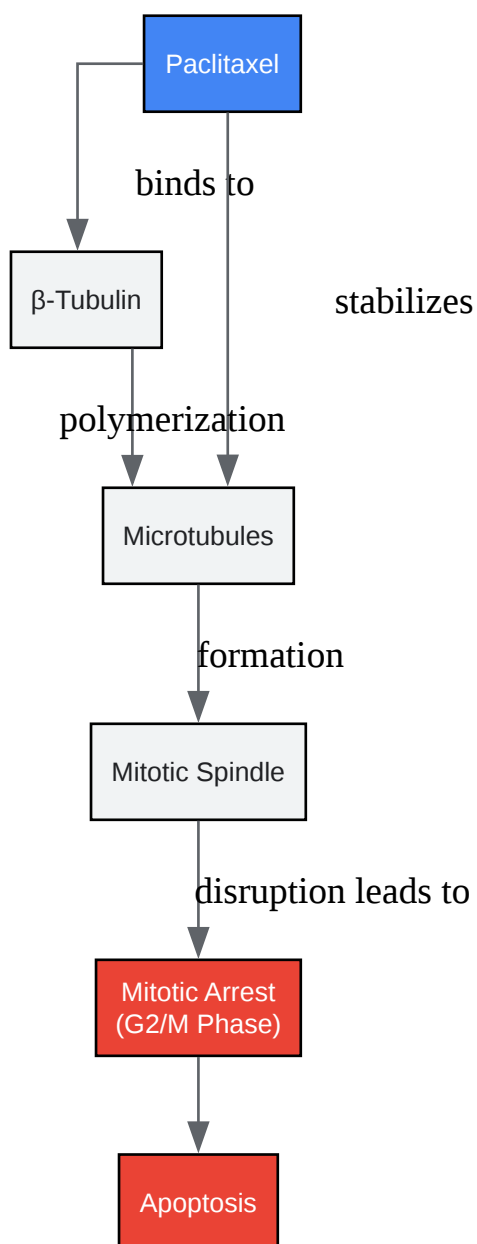 Paclitaxel
binds to
β-Tubulin
stabilizes
polymerization
Microtubules
formation
Mitotic Spindle
disruption leads to
Mitotic Arrest
(G2/M Phase)
Apoptosis